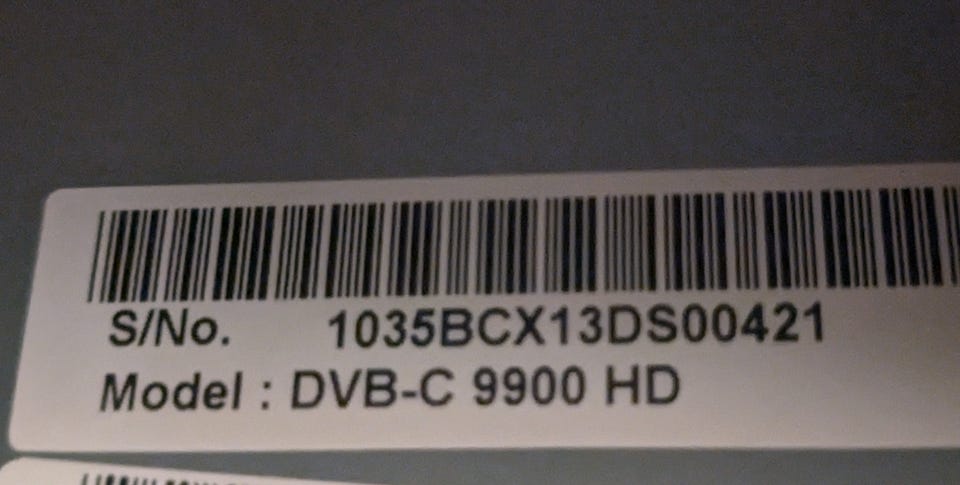 S/No. 1035BCX13DS00421
Model : DVB-C 9900 HD